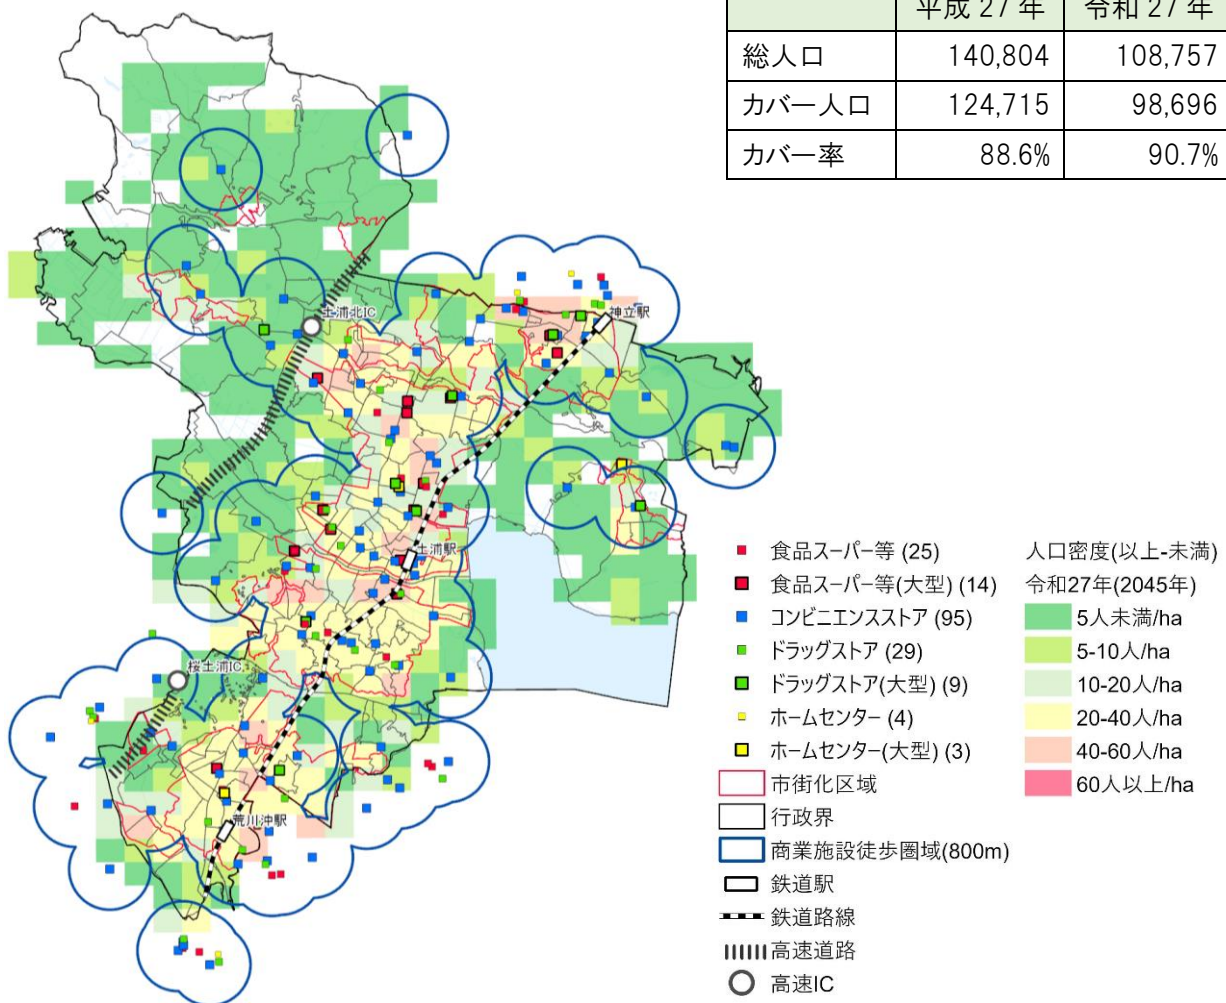 平成 27 年 令和 27 年
総人口 140,804 108,757
カバー人口 124,715 98,696
カバー率 88.6% 90.7%
土浦北IC
神立駅
土浦駅
桜土浦IC
荒川沖駅
食品スーパー等 (25)
食品スーパー等(大型) (14)
コンビニエンスストア (95)
ドラッグストア (29)
ドラッグストア(大型) (9)
ホームセンター (4)
ホームセンター(大型) (3)
市街化区域
行政界
商業施設徒歩圏域(800m)
鉄道駅
鉄道路線
高速道路
高速IC
人口密度(以上-未満)
令和27年(2045年)
5人未満/ha
5-10人/ha
10-20人/ha
20-40人/ha
40-60人/ha
60人以上/ha